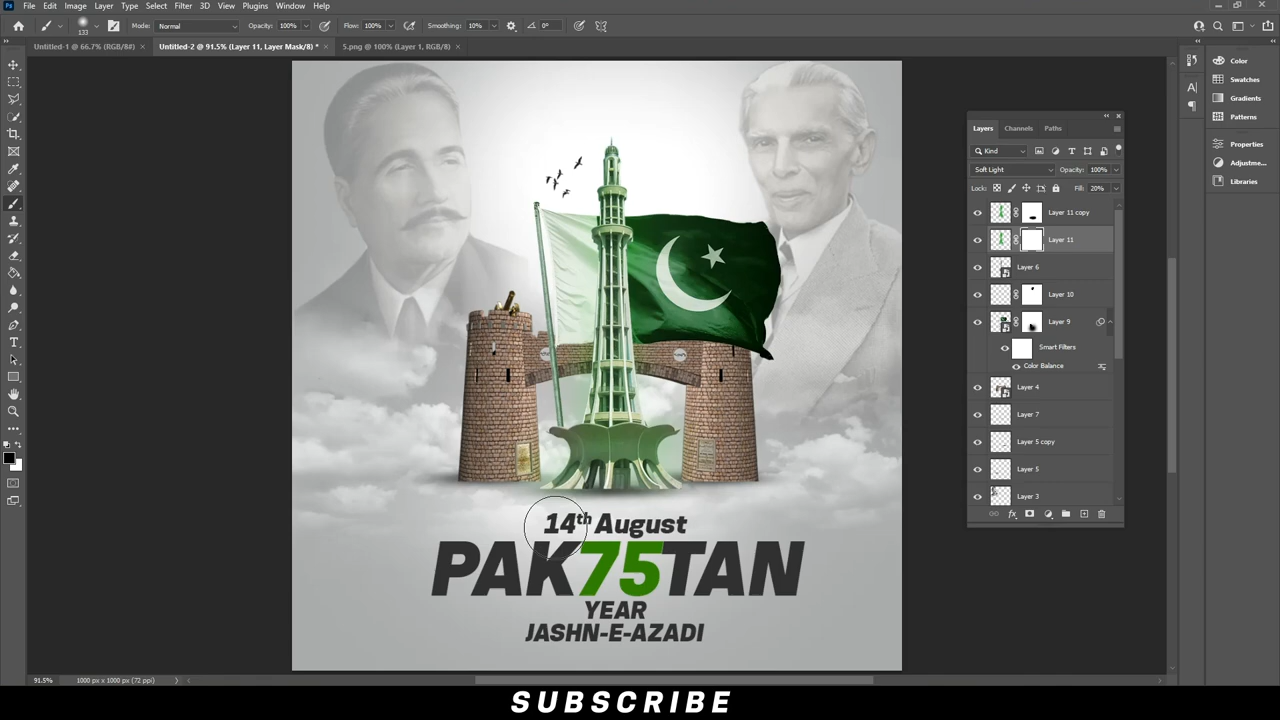 Ps File Edit Image Layer Type Select Filter 3D View Plugins Window Help
133 Mode: Normal Opacity: 100% Flow: 100% Smoothing: 10% 0°
Untitled-1 @ 66.7% (RGB/8#) × Untitled-2 @ 91.5% (Layer 11, Layer Mask/8) * × 5.png @ 100% (Layer 1, RGB/8) ×
Color
Swatches
Gradients
Patterns
Properties
Adjustme...
Libraries
Layers Channels Paths
Kind
Soft Light Opacity: 100%
Lock: Fill: 20%
Layer 11 copy
Layer 11
Layer 6
Layer 10
Layer 9
Smart Filters
Color Balance
Layer 4
Layer 7
Layer 5 copy
Layer 5
Layer 3
fx
14th August
PAK75TAN
YEAR
JASHN-E-AZADI
91.5% 1000 px x 1000 px (72 ppi)
SUBSCRIBE